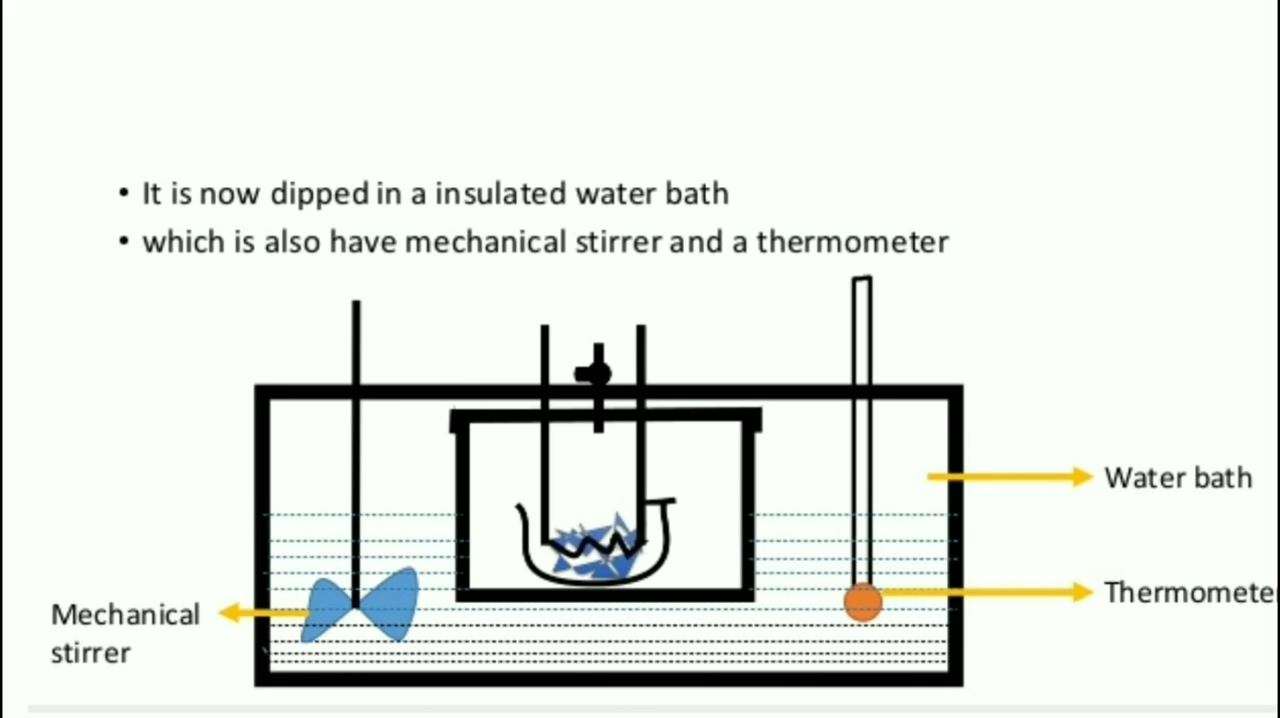 • It is now dipped in a insulated water bath
• which is also have mechanical stirrer and a thermometer
Water bath
Thermomete
Mechanical
stirrer